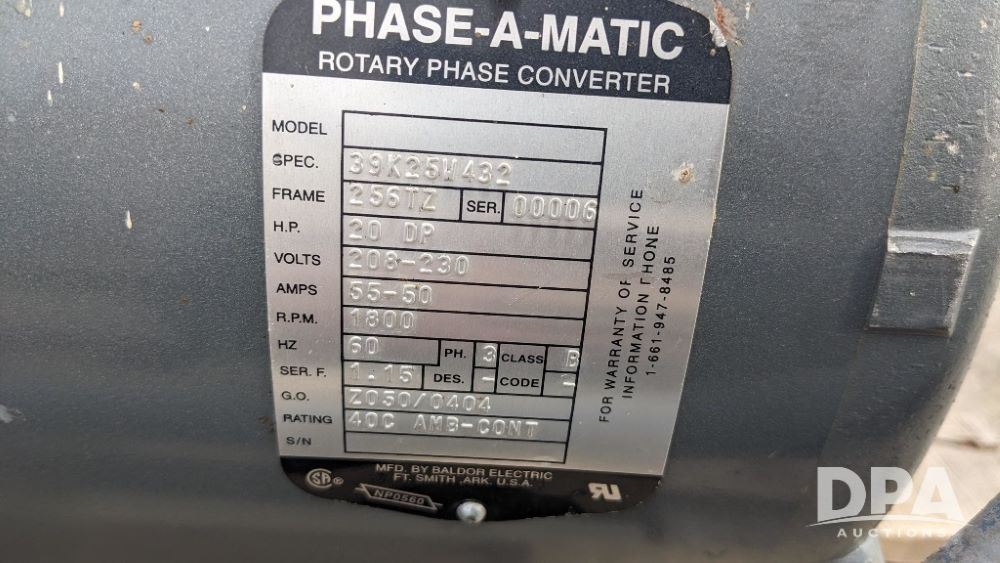 PHASE-A-MATIC
ROTARY PHASE CONVERTER
MODEL
SPEC. 39K25W432
FRAME 256TZ SER. 00006
H.P. 20 DP
VOLTS 208-230
AMPS 55-50
R.P.M. 1800
HZ 60 PH. 3 CLASS B
SER. F. 1.15 DES. - CODE -
G.O. Z050/0404
RATING 40C AMB-CONT
S/N
FOR WARRANTY OF SERVICE
INFORMATION PHONE
1-661-947-8485
MFD. BY BALDOR ELECTRIC
FT. SMITH ,ARK. U.S.A.
NP0560
DPA
AUCTIONS